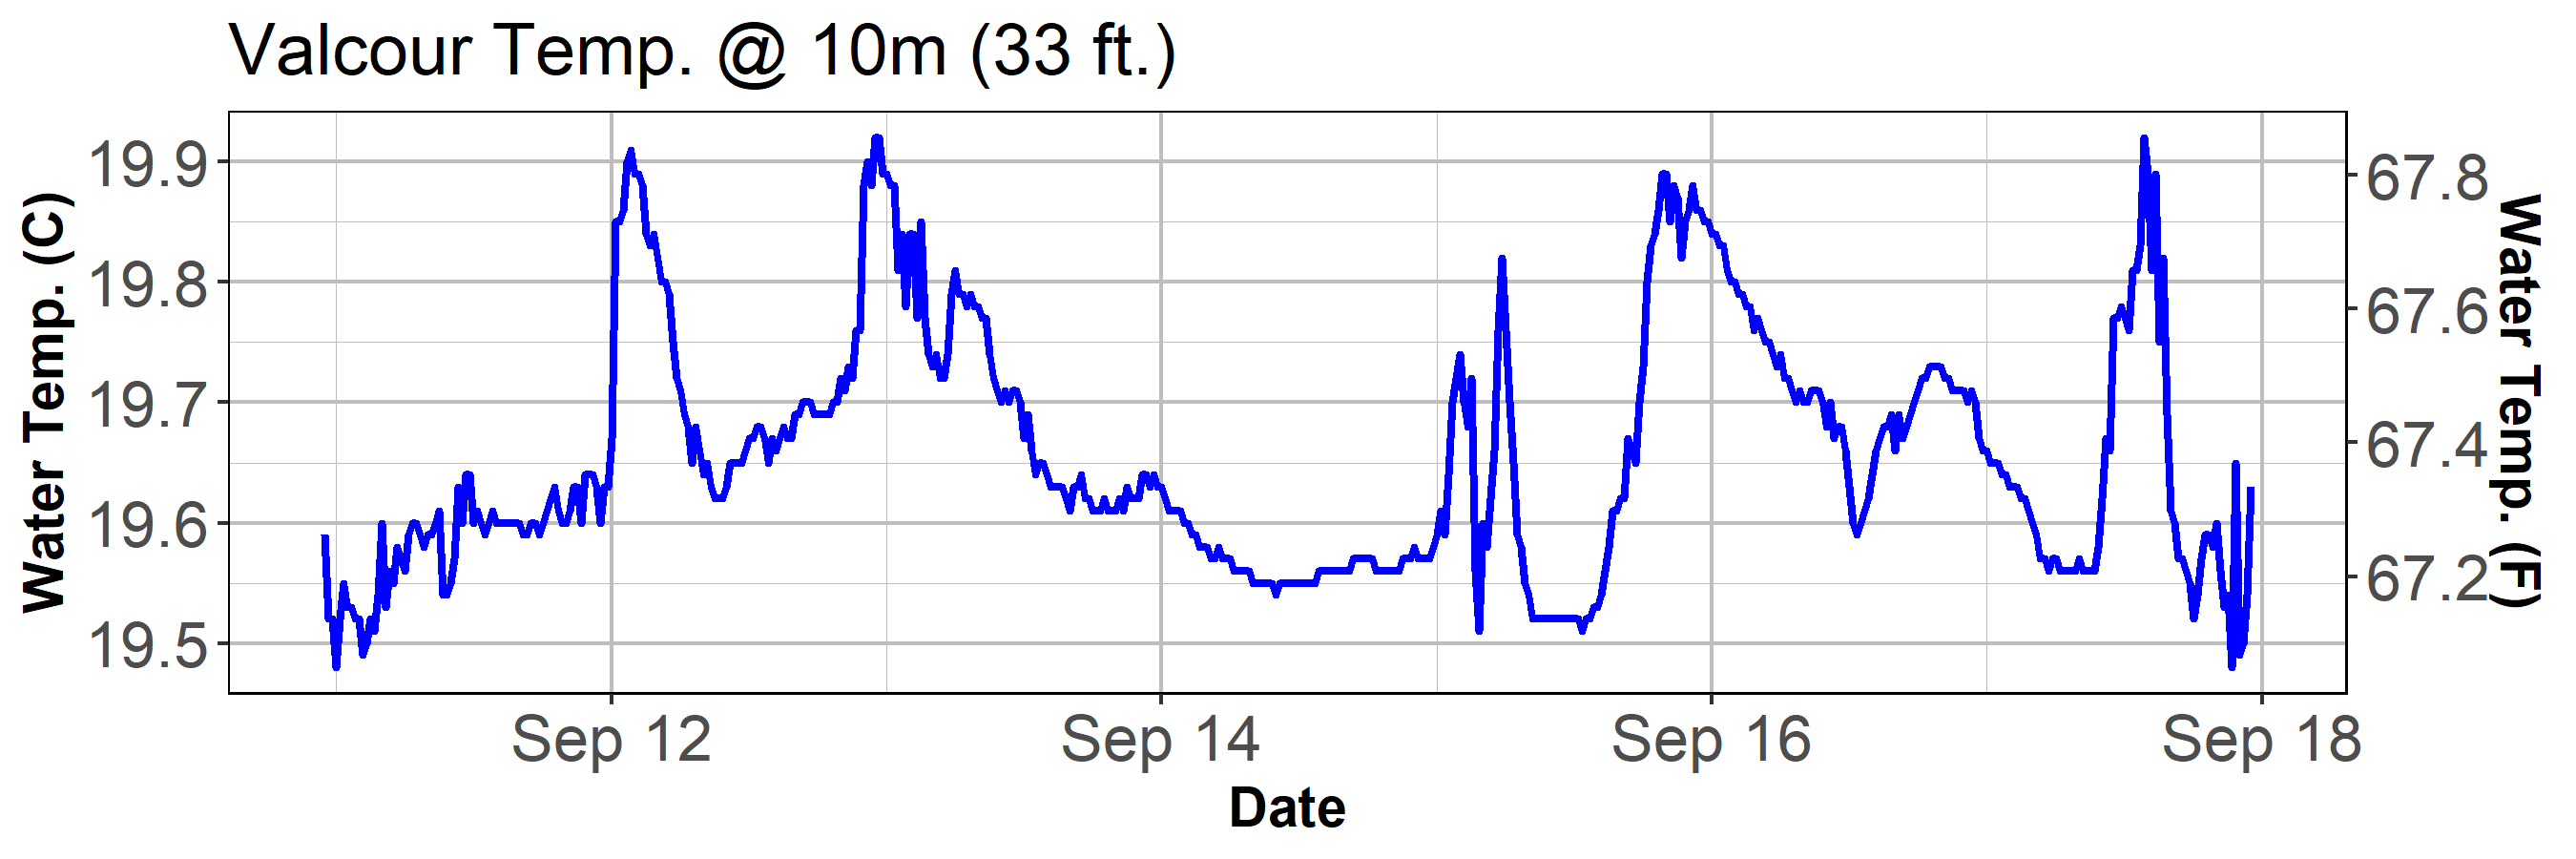 Valcour Temp. @ 10m (33 ft.)
Water Temp. (C)
19.9
19.8
19.7
19.6
19.5
67.8
67.6
67.4
67.2
Water Temp. (F)
Sep 12
Sep 14
Sep 16
Sep 18
Date